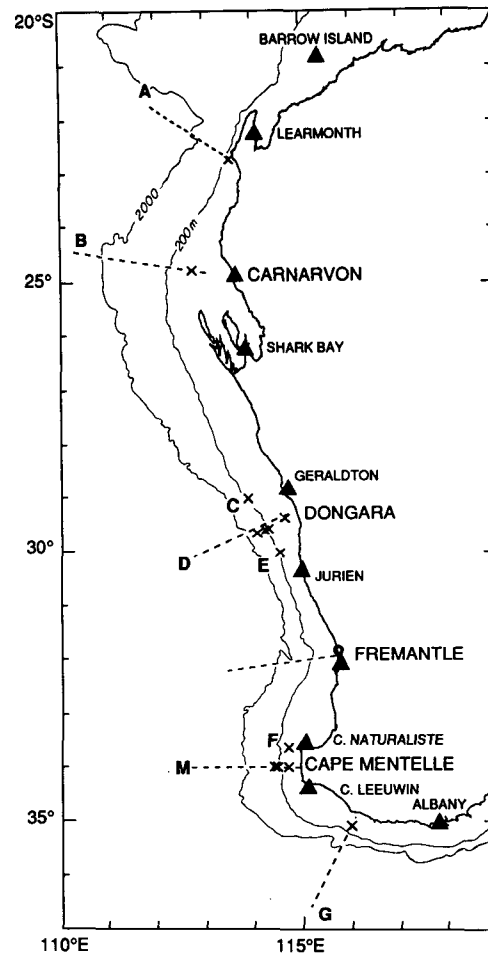 20°S
BARROW ISLAND
A
LEARMONTH
2000
200m
B
CARNARVON
25°
SHARK BAY
GERALDTON
C
DONGARA
30°
D
E
JURIEN
FREMANTLE
F
C. NATURALISTE
M
CAPE MENTELLE
C. LEEUWIN
ALBANY
35°
G
110°E
115°E